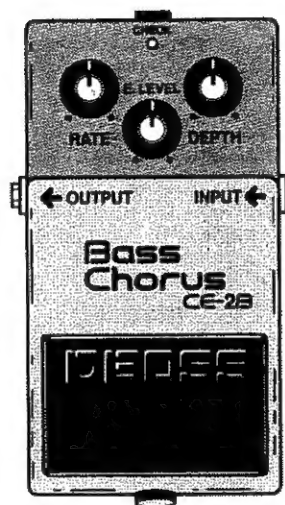 CHECK
E. LEVEL
RATE
DEPTH
OUTPUT
INPUT
Bass
Chorus
CE-2B
BOSS